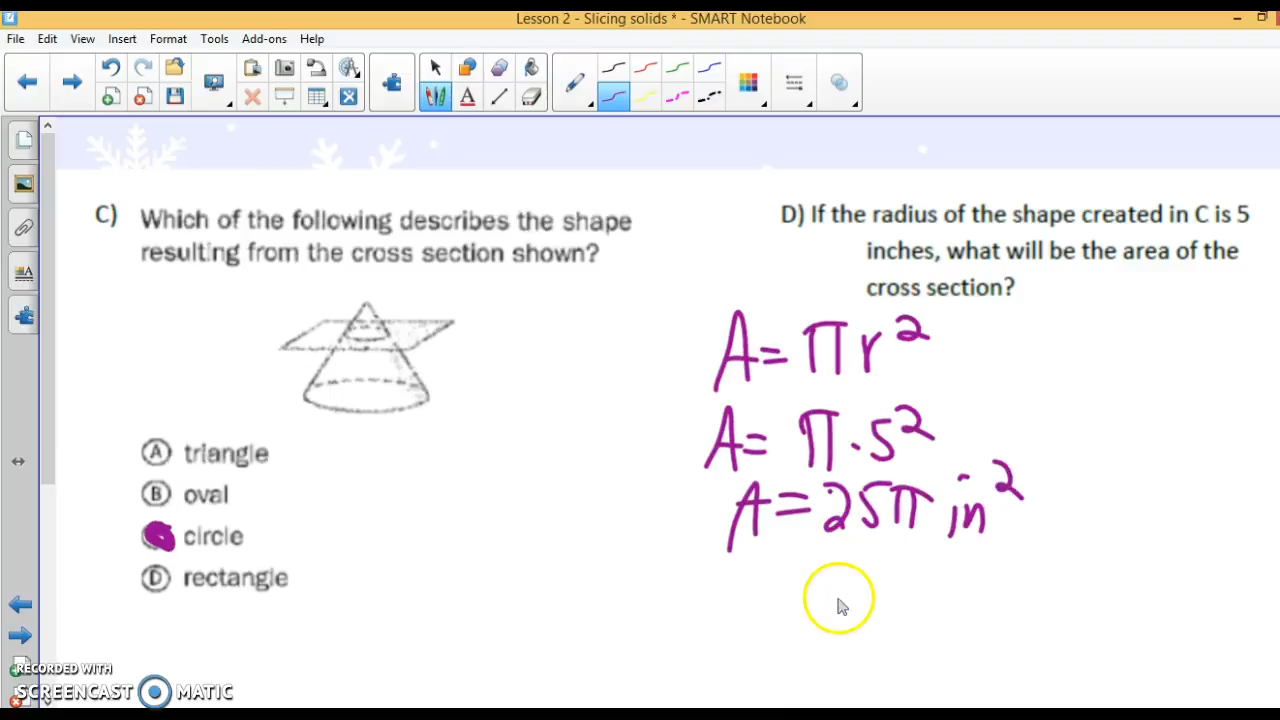 Lesson 2 - Slicing solids * - SMART Notebook
File Edit View Insert Format Tools Add-ons Help
C) Which of the following describes the shape
resulting from the cross section shown?
A triangle
B oval
circle
D rectangle
D) If the radius of the shape created in C is 5
inches, what will be the area of the
cross section?
A = πr²
A = π · 5²
A = 25π in²
RECORDED WITH
SCREENCAST MATIC